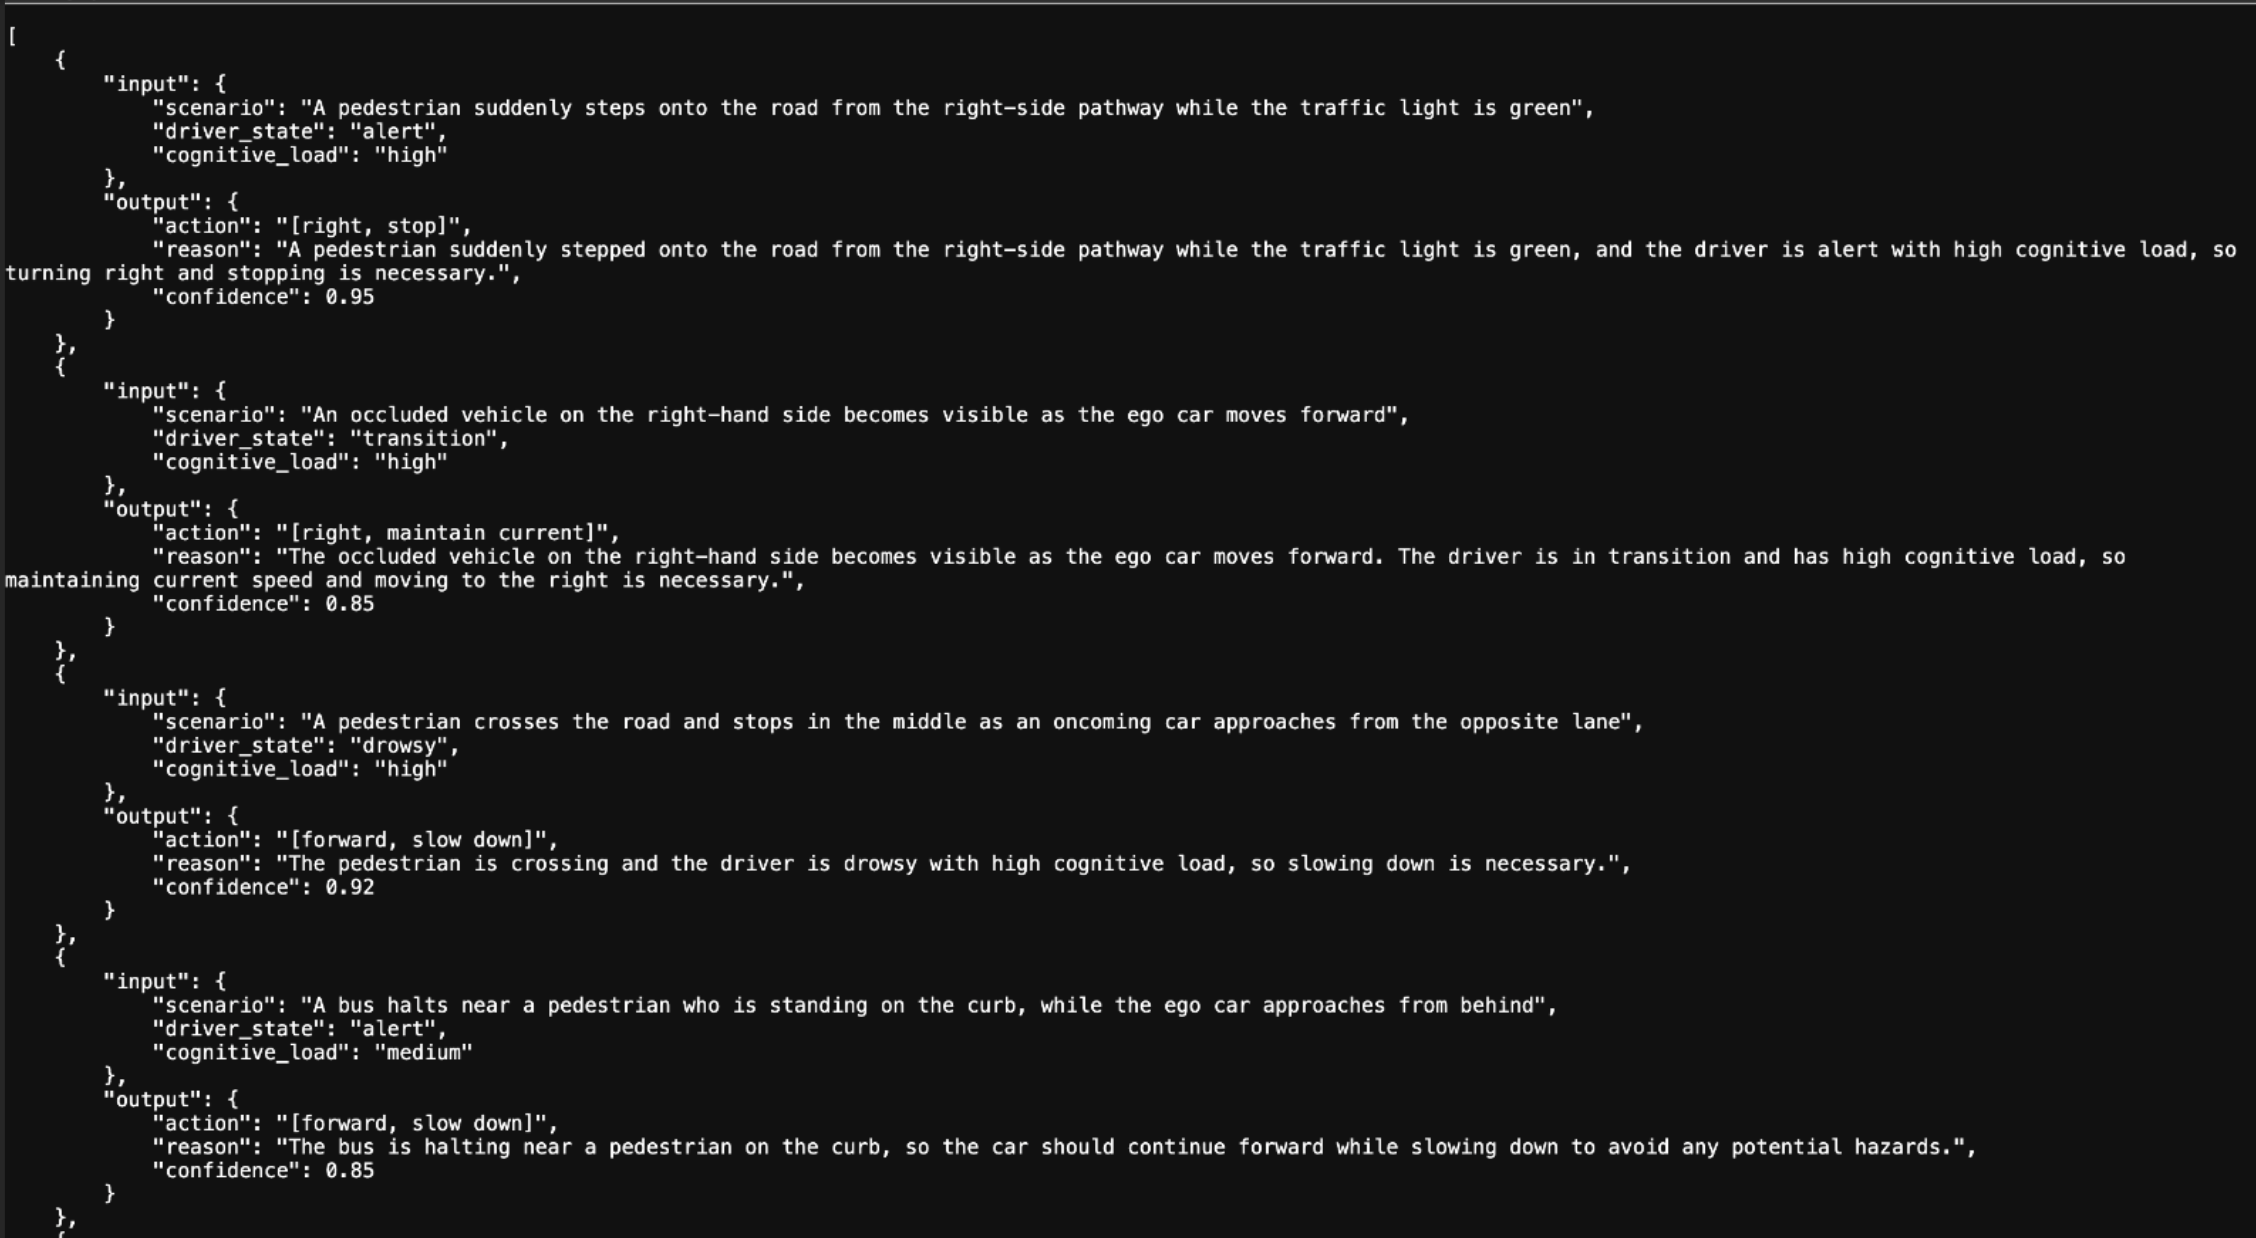 [
    {
        "input": {
            "scenario": "A pedestrian suddenly steps onto the road from the right-side pathway while the traffic light is green",
            "driver_state": "alert",
            "cognitive_load": "high"
        },
        "output": {
            "action": "[right, stop]",
            "reason": "A pedestrian suddenly stepped onto the road from the right-side pathway while the traffic light is green, and the driver is alert with high cognitive load, so
turning right and stopping is necessary.",
            "confidence": 0.95
        }
    },
    {
        "input": {
            "scenario": "An occluded vehicle on the right-hand side becomes visible as the ego car moves forward",
            "driver_state": "transition",
            "cognitive_load": "high"
        },
        "output": {
            "action": "[right, maintain current]",
            "reason": "The occluded vehicle on the right-hand side becomes visible as the ego car moves forward. The driver is in transition and has high cognitive load, so
maintaining current speed and moving to the right is necessary.",
            "confidence": 0.85
        }
    },
    {
        "input": {
            "scenario": "A pedestrian crosses the road and stops in the middle as an oncoming car approaches from the opposite lane",
            "driver_state": "drowsy",
            "cognitive_load": "high"
        },
        "output": {
            "action": "[forward, slow down]",
            "reason": "The pedestrian is crossing and the driver is drowsy with high cognitive load, so slowing down is necessary.",
            "confidence": 0.92
        }
    },
    {
        "input": {
            "scenario": "A bus halts near a pedestrian who is standing on the curb, while the ego car approaches from behind",
            "driver_state": "alert",
            "cognitive_load": "medium"
        },
        "output": {
            "action": "[forward, slow down]",
            "reason": "The bus is halting near a pedestrian on the curb, so the car should continue forward while slowing down to avoid any potential hazards.",
            "confidence": 0.85
        }
    },
    {